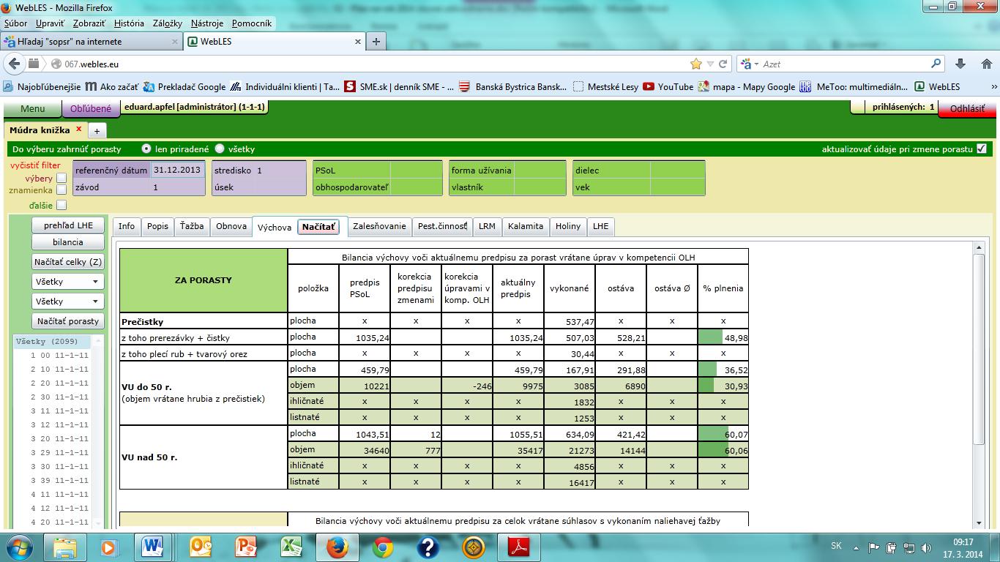 WebLES - Mozilla Firefox
Súbor Upraviť Zobraziť História Záložky Nástroje Pomocník
Hľadaj "sopsr" na internete × WebLES × +
067.webles.eu Azet
Najobľúbenejšie Ako začať Prekladač Google Individuálni klienti | Ta... SME.sk | denník SME - ... Banská Bystrica Bansk... Mestské Lesy YouTube mapa - Mapy Google MeToo: multimediáln... WebLES »
Menu Obľúbené eduard.apfel [administrátor] (1-1-1) prihlásených: 1 Odhlásiť
Múdra knižka x +
Do výberu zahrnúť porasty len priradené všetky aktualizovať údaje pri zmene porastu
vyčistiť filter
výbery
znamienka
ďalšie
referenčný dátum 31.12.2013 stredisko 1 PSoL forma užívania dielec
závod 1 úsek obhospodarovateľ vlastník vek
prehľad LHE
bilancia
Načítať celky (Z)
Všetky
Všetky
Načítať porasty
Všetky (2099)
1 00 11-1-11
2 10 11-1-11
2 20 11-1-11
2 30 11-1-11
3 11 11-1-11
3 12 11-1-11
3 20 11-1-11
3 29 11-1-11
3 30 11-1-11
3 39 11-1-11
4 11 11-1-11
4 12 11-1-11
4 20 11-1-11
Info Popis Ťažba Obnova Výchova Načítať Zalesňovanie Pest.činnosť LRM Kalamita Holiny LHE
ZA PORASTY
Bilancia výchovy voči aktuálnemu predpisu za porast vrátane úprav v kompetencii OLH
položka predpis PSoL korekcia predpisu zmenami korekcia úpravami v komp. OLH aktuálny predpis vykonané ostáva ostáva Ø % plnenia
Prečistky plocha x x x x 537,47 x x x
z toho prerezávky + čistky plocha 1035,24 1035,24 507,03 528,21 48,98
z toho plecí rub + tvarový orez plocha x x x x 30,44 x x x
VU do 50 r.
(objem vrátane hrubia z prečistiek)
plocha 459,79 459,79 167,91 291,88 36,52
objem 10221 -246 9975 3085 6890 30,93
ihličnaté x x x x 1832 x x x
listnaté x x x x 1253 x x x
VU nad 50 r.
plocha 1043,51 12 1055,51 634,09 421,42 60,07
objem 34640 777 35417 21273 14144 60,06
ihličnaté x x x x 4856 x x x
listnaté x x x x 16417 x x x
Bilancia výchovy voči aktuálnemu predpisu za celok vrátane súhlasov s vykonaním naliehavej ťažby
SK 09:17
17. 3. 2014